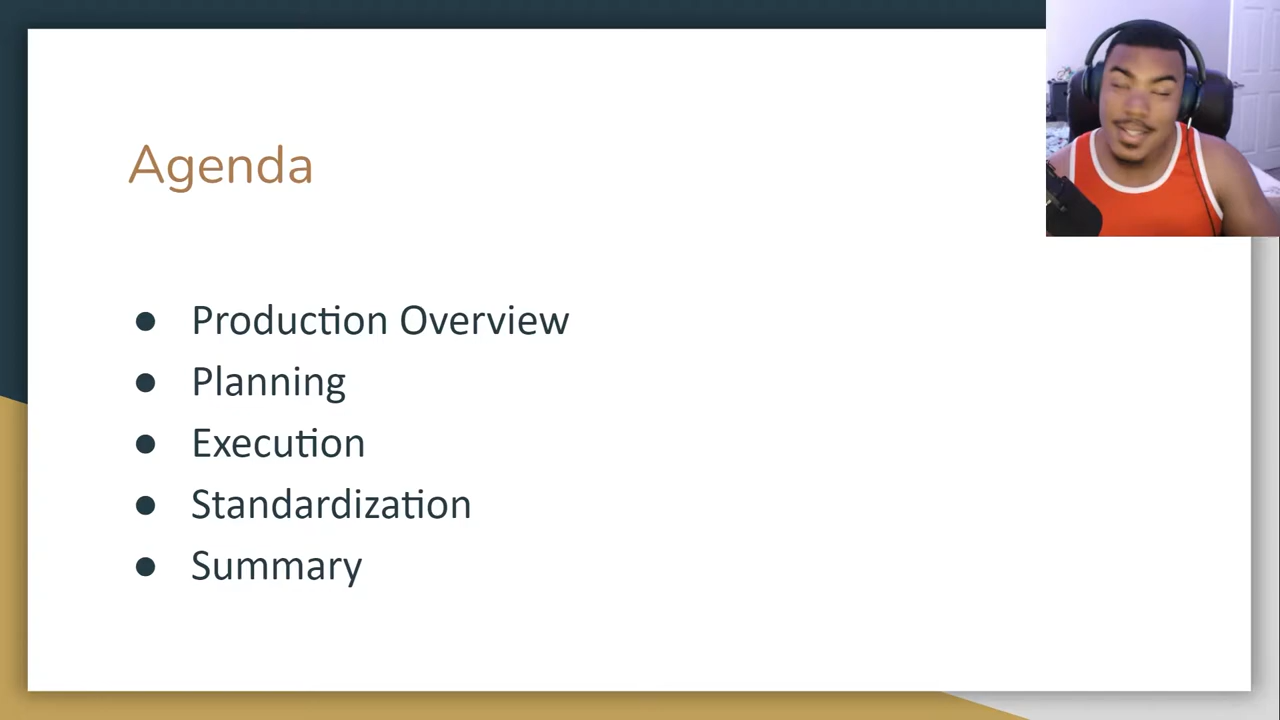 Agenda
● Production Overview
● Planning
● Execution
● Standardization
● Summary